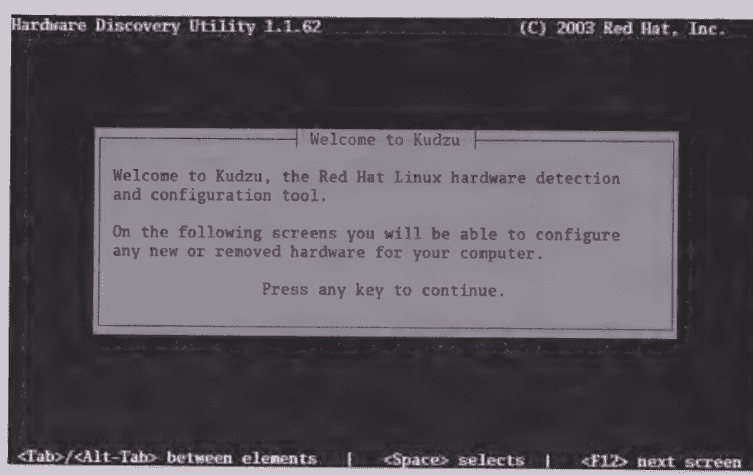 Hardware Discovery Utility 1.1.62 (C) 2003 Red Hat, Inc.
Welcome to Kudzu
Welcome to Kudzu, the Red Hat Linux hardware detection
and configuration tool.
On the following screens you will be able to configure
any new or removed hardware for your computer.
Press any key to continue.
<Tab>/<Alt-Tab> between elements | <Space> selects | <F12> next screen